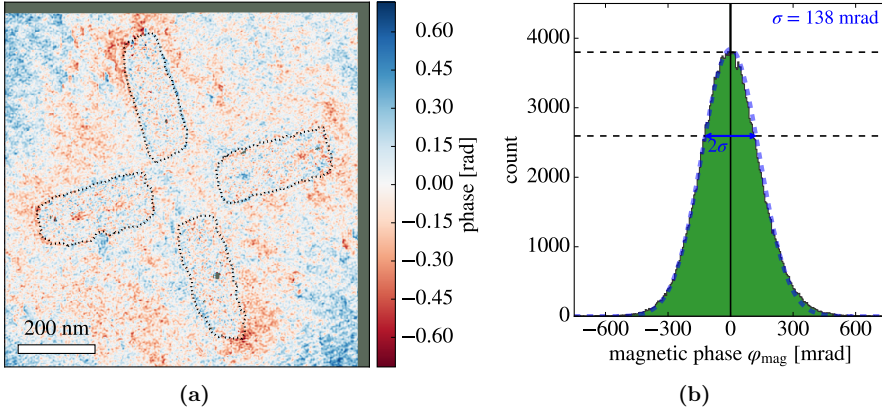 0.60
0.45
0.30
0.15
0.00
−0.15
−0.30
−0.45
−0.60
phase [rad]
200 nm
(a)
σ = 138 mrad
4000
3000
2000
1000
0
count
2σ
−600
−300
0
300
600
magnetic phase φmag [mrad]
(b)